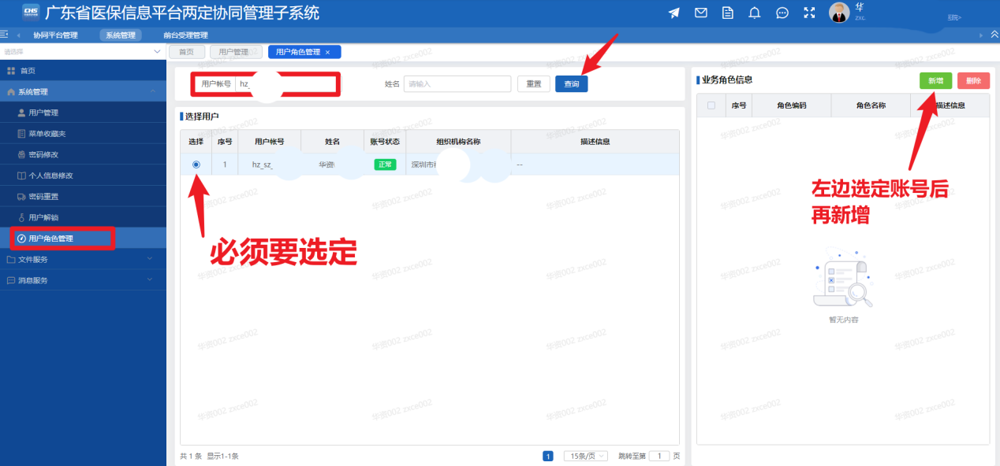 CHS
广东省医保信息平台两定协同管理子系统
华
zxc
协同平台管理
系统管理
前台受理管理
请选择
首页
系统管理
用户管理
菜单收藏夹
密码修改
个人信息修改
密码重置
用户解锁
用户角色管理
文件服务
消息服务
首页
用户管理
用户角色管理 ×
用户帐号 hz_
姓名 请输入
重置
查询
选择用户
选择 序号 用户帐号 姓名 账号状态 组织机构名称 描述信息
1 hz_sz_ 华资 正常 深圳市 --
必须要选定
共 1 条 显示1-1条
1
15条/页
跳转至第 1 页
业务角色信息
新增
删除
序号 角色编码 角色名称 描述信息
左边选定账号后
再新增
暂无内容
华资002 zxce002